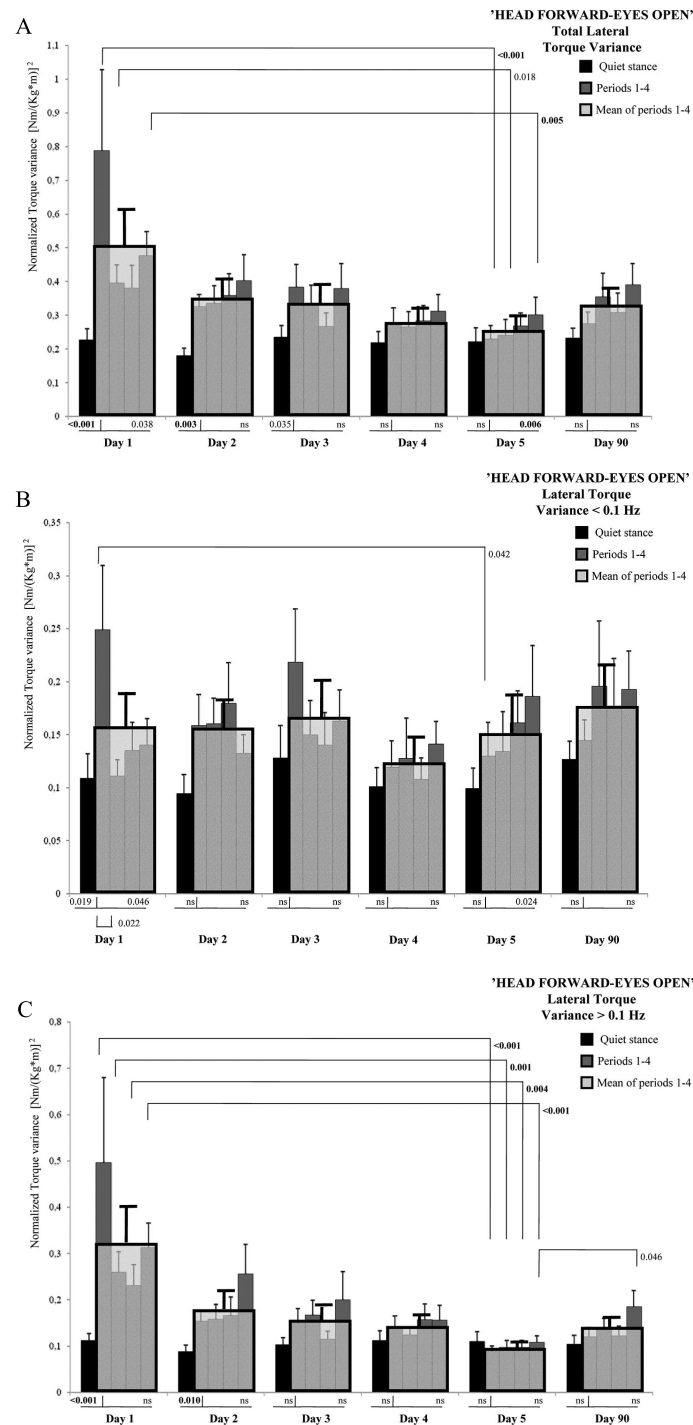 A
'HEAD FORWARD-EYES OPEN'
Total Lateral
Torque Variance
Quiet stance
Periods 1-4
Mean of periods 1-4
<0.001
0.018
0.005
Normalized Torque variance [Nm/(Kg*m)]²
1,1
1
0,9
0,8
0,7
0,6
0,5
0,4
0,3
0,2
0,1
0
<0.001 0.038 0.003 ns 0.035 ns ns ns ns 0.006 ns ns
Day 1 Day 2 Day 3 Day 4 Day 5 Day 90
B
'HEAD FORWARD-EYES OPEN'
Lateral Torque
Variance < 0.1 Hz
Quiet stance
Periods 1-4
Mean of periods 1-4
0.042
Normalized Torque variance [Nm/(Kg*m)]²
0,35
0,3
0,25
0,2
0,15
0,1
0,05
0
0.019 0.046 ns ns ns ns ns ns ns 0.024 ns ns
0.022
Day 1 Day 2 Day 3 Day 4 Day 5 Day 90
C
'HEAD FORWARD-EYES OPEN'
Lateral Torque
Variance > 0.1 Hz
Quiet stance
Periods 1-4
Mean of periods 1-4
<0.001
0.001
0.004
<0.001
0.046
Normalized Torque variance [Nm/(Kg*m)]²
0,8
0,7
0,6
0,5
0,4
0,3
0,2
0,1
0
<0.001 ns 0.010 ns ns ns ns ns ns ns ns ns
Day 1 Day 2 Day 3 Day 4 Day 5 Day 90